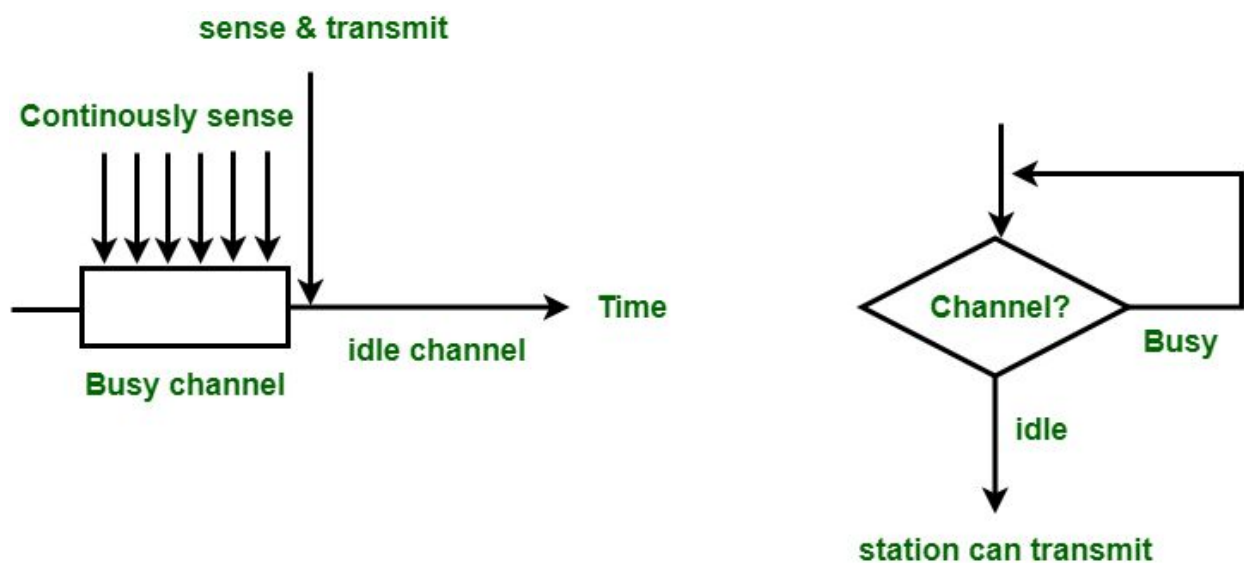 sense & transmit
Continously sense
Time
idle channel
Busy channel
Channel?
Busy
idle
station can transmit